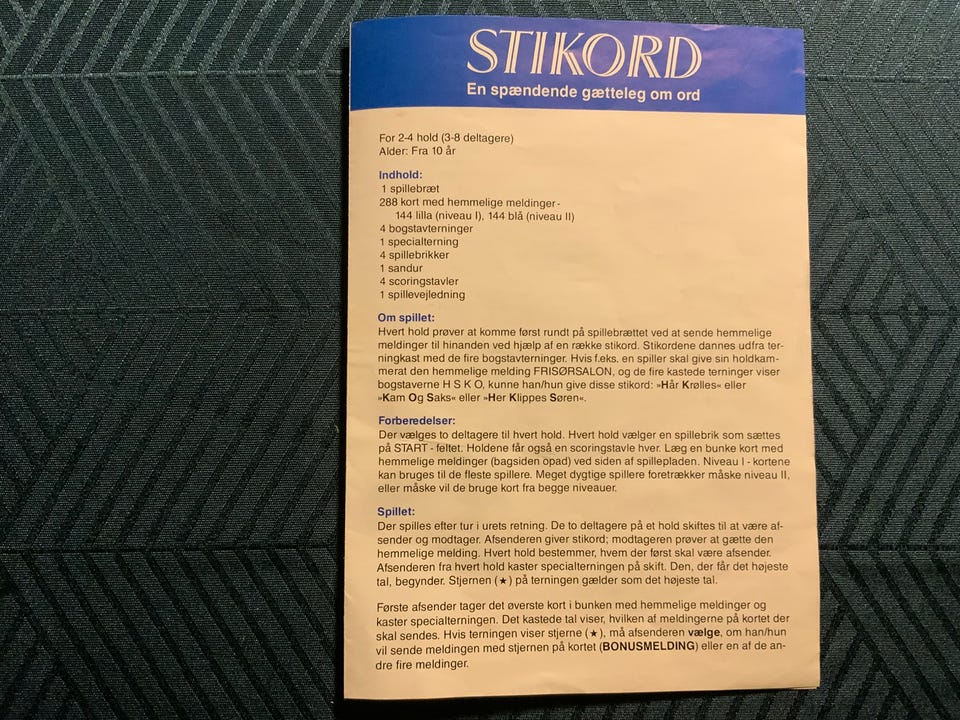 STIKORD
En spændende gætteleg om ord
For 2-4 hold (3-8 deltagere)
Alder: Fra 10 år
Indhold:
1 spillebræt
288 kort med hemmelige meldinger-
144 lilla (niveau I), 144 blå (niveau II)
4 bogstavterninger
1 specialterning
4 spillebrikker
1 sandur
4 scoringstavler
1 spillevejledning
Om spillet:
Hvert hold prøver at komme først rundt på spillebrættet ved at sende hemmelige
meldinger til hinanden ved hjælp af en række stikord. Stikordene dannes udfra ter-
ningkast med de fire bogstavterninger. Hvis f.eks. en spiller skal give sin holdkam-
merat den hemmelige melding FRISØRSALON, og de fire kastede terninger viser
bogstaverne H S K O, kunne han/hun give disse stikord: »Hår Krølles« eller
»Kam Og Saks« eller »Her Klippes Søren«.
Forberedelser:
Der vælges to deltagere til hvert hold. Hvert hold vælger en spillebrik som sættes
på START - feltet. Holdene får også en scoringstavle hver. Læg en bunke kort med
hemmelige meldinger (bagsiden opad) ved siden af spillepladen. Niveau I - kortene
kan bruges til de fleste spillere. Meget dygtige spillere foretrækker måske niveau II,
eller måske vil de bruge kort fra begge niveauer.
Spillet:
Der spilles efter tur i urets retning. De to deltagere på et hold skiftes til at være af-
sender og modtager. Afsenderen giver stikord; modtageren prøver at gætte den
hemmelige melding. Hvert hold bestemmer, hvem der først skal være afsender.
Afsenderen fra hvert hold kaster specialterningen på skift. Den, der får det højeste
tal, begynder. Stjernen (★) på terningen gælder som det højeste tal.
Første afsender tager det øverste kort i bunken med hemmelige meldinger og
kaster specialterningen. Det kastede tal viser, hvilken af meldingerne på kortet der
skal sendes. Hvis terningen viser stjerne (★), må afsenderen vælge, om han/hun
vil sende meldingen med stjernen på kortet (BONUSMELDING) eller en af de an-
dre fire meldinger.